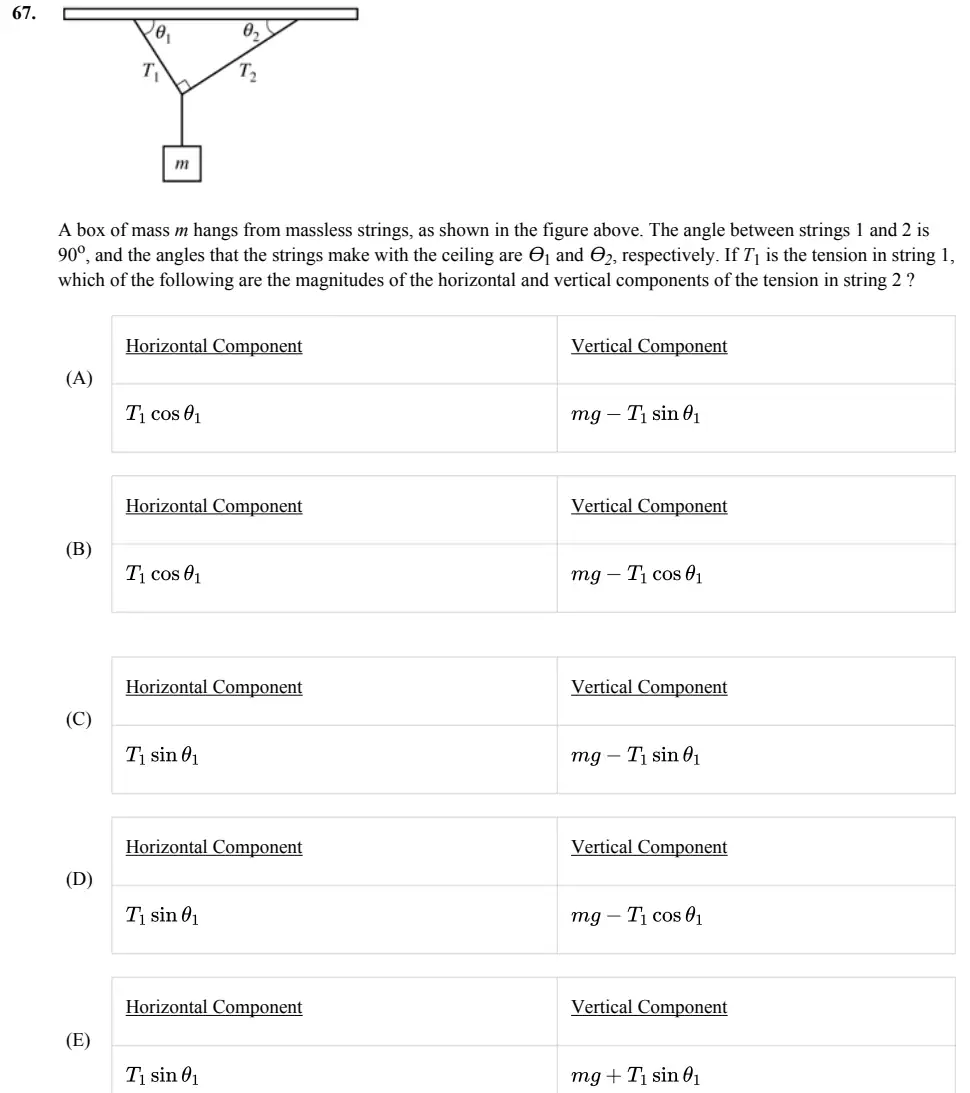 67.
θ₁ θ₂
T₁ T₂
m
A box of mass m hangs from massless strings, as shown in the figure above. The angle between strings 1 and 2 is
90º, and the angles that the strings make with the ceiling are Θ₁ and Θ₂, respectively. If T₁ is the tension in string 1,
which of the following are the magnitudes of the horizontal and vertical components of the tension in string 2 ?
(A)
Horizontal Component Vertical Component
T₁ cos θ₁ mg − T₁ sin θ₁
(B)
Horizontal Component Vertical Component
T₁ cos θ₁ mg − T₁ cos θ₁
(C)
Horizontal Component Vertical Component
T₁ sin θ₁ mg − T₁ sin θ₁
(D)
Horizontal Component Vertical Component
T₁ sin θ₁ mg − T₁ cos θ₁
(E)
Horizontal Component Vertical Component
T₁ sin θ₁ mg + T₁ sin θ₁